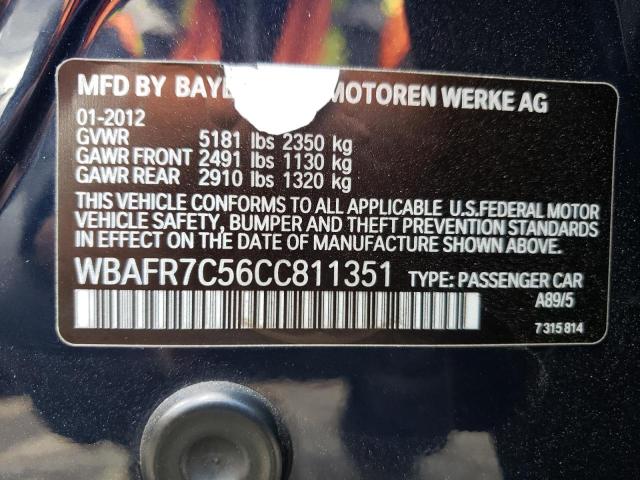 MFD BY MOTOREN WERKE AG
01-2012
GVWR 5181 lbs 2350 kg
GAWR FRONT 2491 lbs 1130 kg
GAWR REAR 2910 lbs 1320 kg
THIS VEHICLE CONFORMS TO ALL APPLICABLE U.S.FEDERAL MOTOR
VEHICLE SAFETY, BUMPER AND THEFT PREVENTION STANDARDS
IN EFFECT ON THE DATE OF MANUFACTURE SHOWN ABOVE.
WBAFR7C56CC811351 TYPE: PASSENGER CAR
A89/5
7 315 814